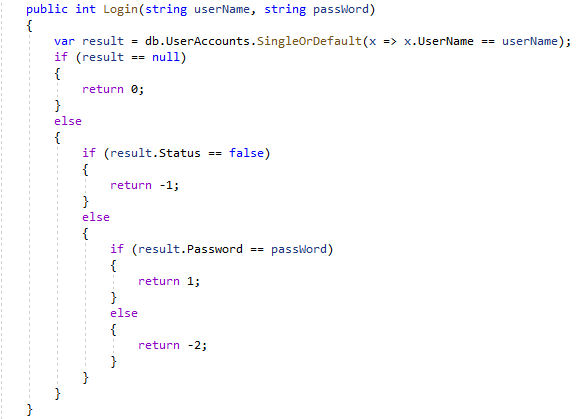 public int Login(string userName, string passWord)
{
    var result = db.UserAccounts.SingleOrDefault(x => x.UserName == userName);
    if (result == null)
    {
        return 0;
    }
    else
    {
        if (result.Status == false)
        {
            return -1;
        }
        else
        {
            if (result.Password == passWord)
            {
                return 1;
            }
            else
            {
                return -2;
            }
        }
    }
}